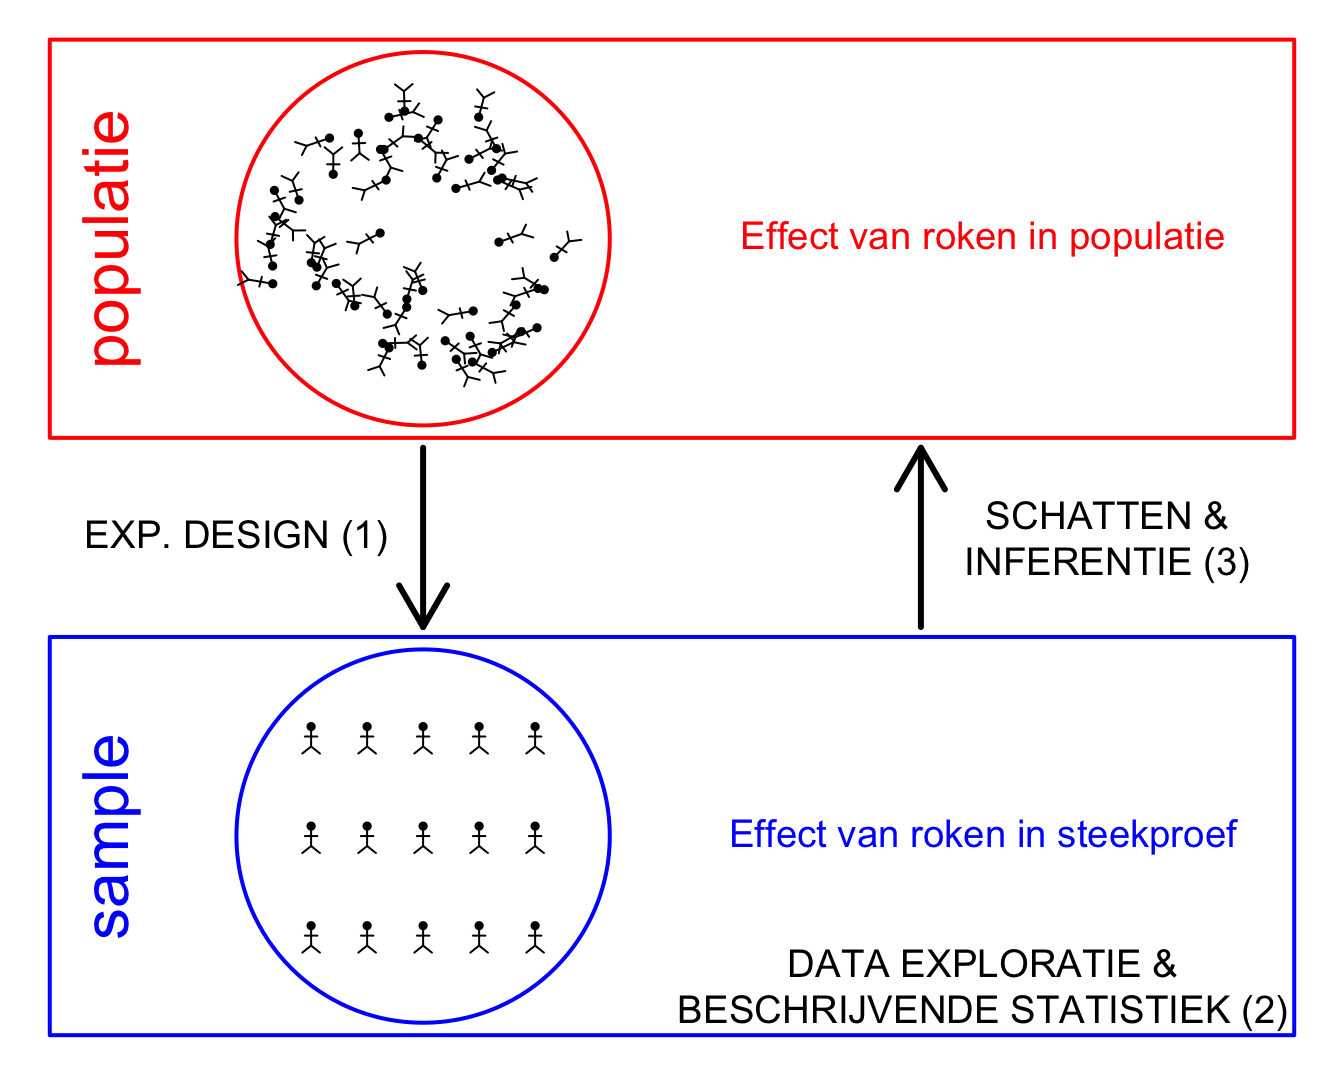 populatie
Effect van roken in populatie
EXP. DESIGN (1)
SCHATTEN &
INFERENTIE (3)
sample
Effect van roken in steekproef
DATA EXPLORATIE &
BESCHRIJVENDE STATISTIEK (2)